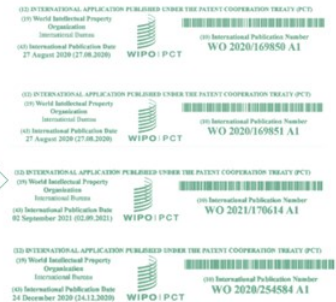 (12) INTERNATIONAL APPLICATION PUBLISHED UNDER THE PATENT COOPERATION TREATY (PCT)
(19) World Intellectual Property
Organization
International Bureau
(43) International Publication Date
27 August 2020 (27.08.2020)
WIPO | PCT
(10) International Publication Number
WO 2020/169850 A1
(12) INTERNATIONAL APPLICATION PUBLISHED UNDER THE PATENT COOPERATION TREATY (PCT)
(19) World Intellectual Property
Organization
International Bureau
(43) International Publication Date
27 August 2020 (27.08.2020)
WIPO | PCT
(10) International Publication Number
WO 2020/169851 A1
(12) INTERNATIONAL APPLICATION PUBLISHED UNDER THE PATENT COOPERATION TREATY (PCT)
(19) World Intellectual Property
Organization
International Bureau
(43) International Publication Date
02 September 2021 (02.09.2021)
WIPO | PCT
(10) International Publication Number
WO 2021/170614 A1
(12) INTERNATIONAL APPLICATION PUBLISHED UNDER THE PATENT COOPERATION TREATY (PCT)
(19) World Intellectual Property
Organization
International Bureau
(43) International Publication Date
24 December 2020 (24.12.2020)
WIPO | PCT
(10) International Publication Number
WO 2020/254584 A1